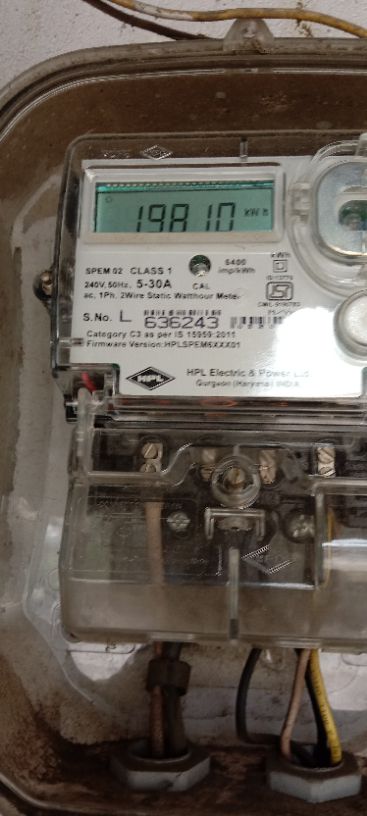 19810 kWh
SPEM 02 CLASS 1
240V, 50Hz, 5-30A
CAL
6400
imp/kWh
kWh
ac, 1Ph, 2Wire Static Watthour Meter
S.No. L 636243
Category C3 as per IS 15959:2011
Firmware Version:HPLSPEM6XXX01
HPL
HPL Electric & Power Ltd
Gurgaon (Haryana) INDIA